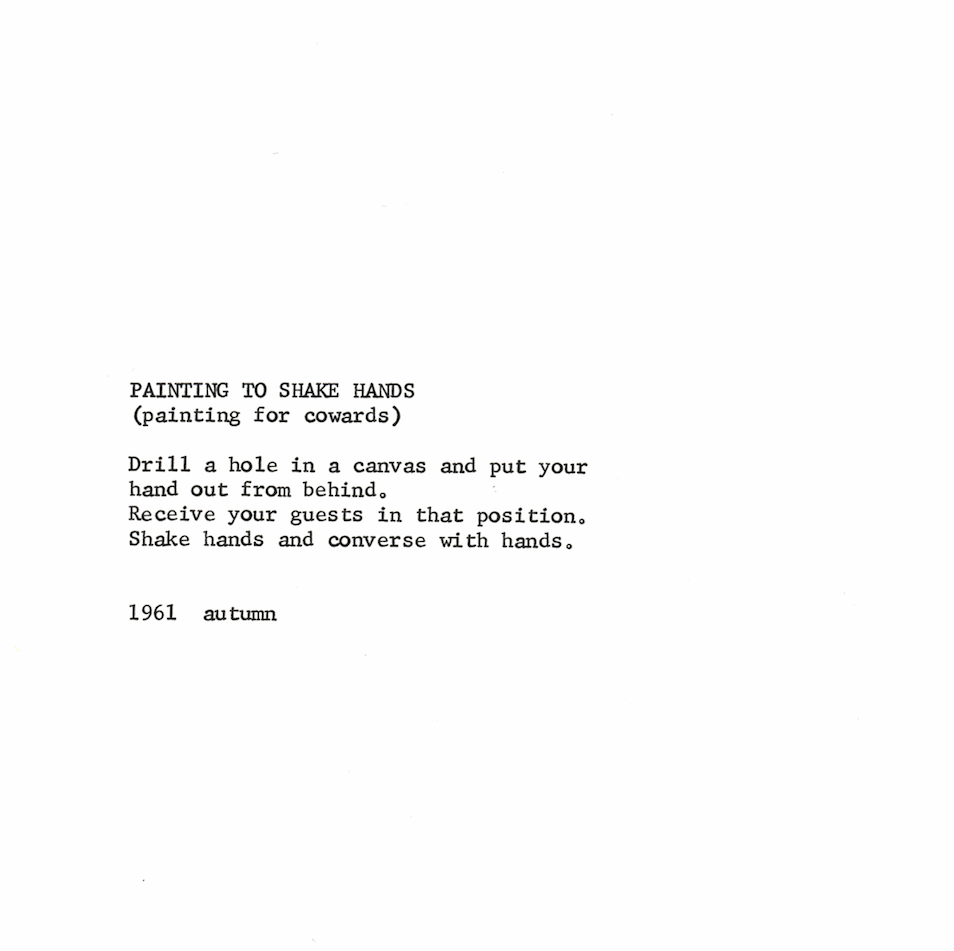 PAINTING TO SHAKE HANDS
(painting for cowards)
Drill a hole in a canvas and put your
hand out from behind.
Receive your guests in that position.
Shake hands and converse with hands.
1961 autumn